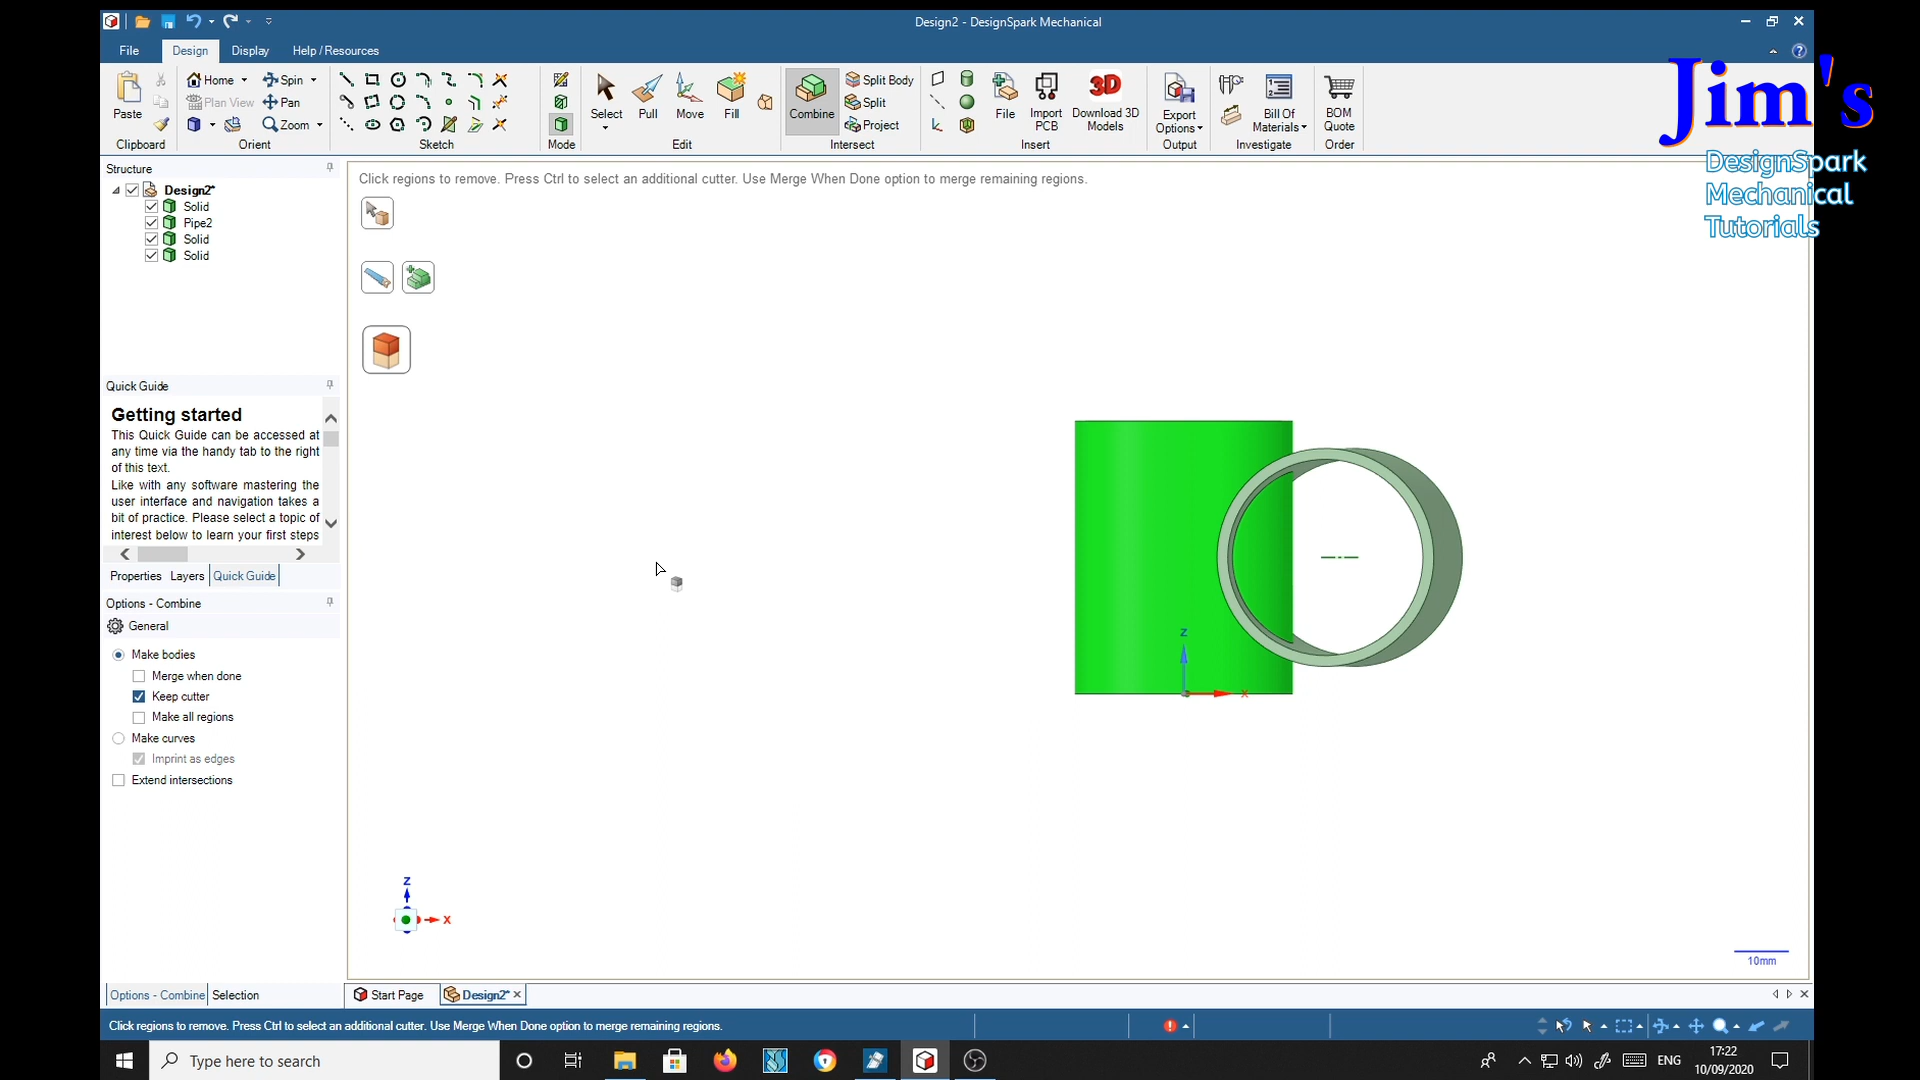 Design2 - DesignSpark Mechanical
File Design Display Help / Resources
Jim's
DesignSpark
Mechanical
Tutorials
Paste
Clipboard
Home Spin
Plan View Pan
Zoom
Orient
Sketch
Mode
Select Pull Move Fill
Edit
Combine
Split Body
Split
Project
Intersect
File
Import
PCB
Download 3D
Models
3D
Insert
Export
Options
Output
Bill Of
Materials
Investigate
BOM
Quote
Order
Structure
Design2*
Solid
Pipe2
Solid
Solid
Click regions to remove. Press Ctrl to select an additional cutter. Use Merge When Done option to merge remaining regions.
Quick Guide
Getting started
This Quick Guide can be accessed at
any time via the handy tab to the right
of this text.
Like with any software mastering the
user interface and navigation takes a
bit of practice. Please select a topic of
interest below to learn your first steps
Properties Layers Quick Guide
Options - Combine
General
Make bodies
Merge when done
Keep cutter
Make all regions
Make curves
Imprint as edges
Extend intersections
Z
X
Z
X
10mm
Options - Combine Selection
Start Page Design2*
Click regions to remove. Press Ctrl to select an additional cutter. Use Merge When Done option to merge remaining regions.
Type here to search
ENG
17:22
10/09/2020